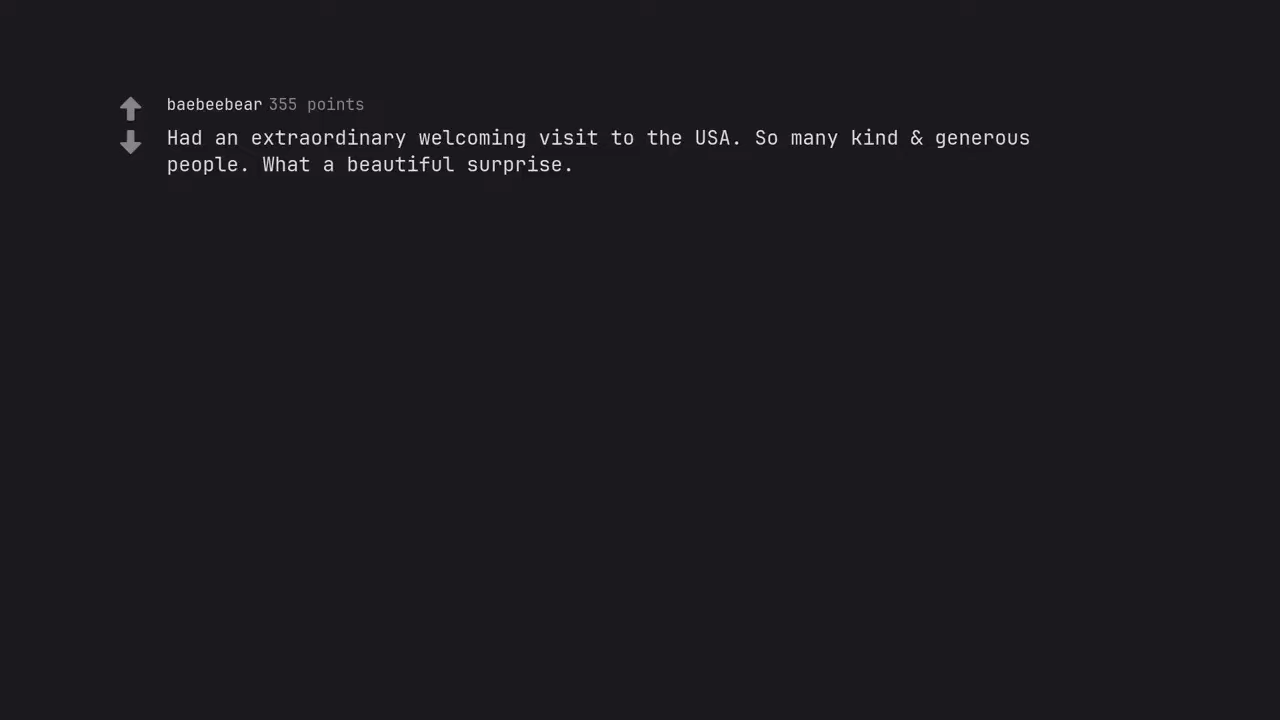 baebeebear 355 points
Had an extraordinary welcoming visit to the USA. So many kind & generous
people. What a beautiful surprise.